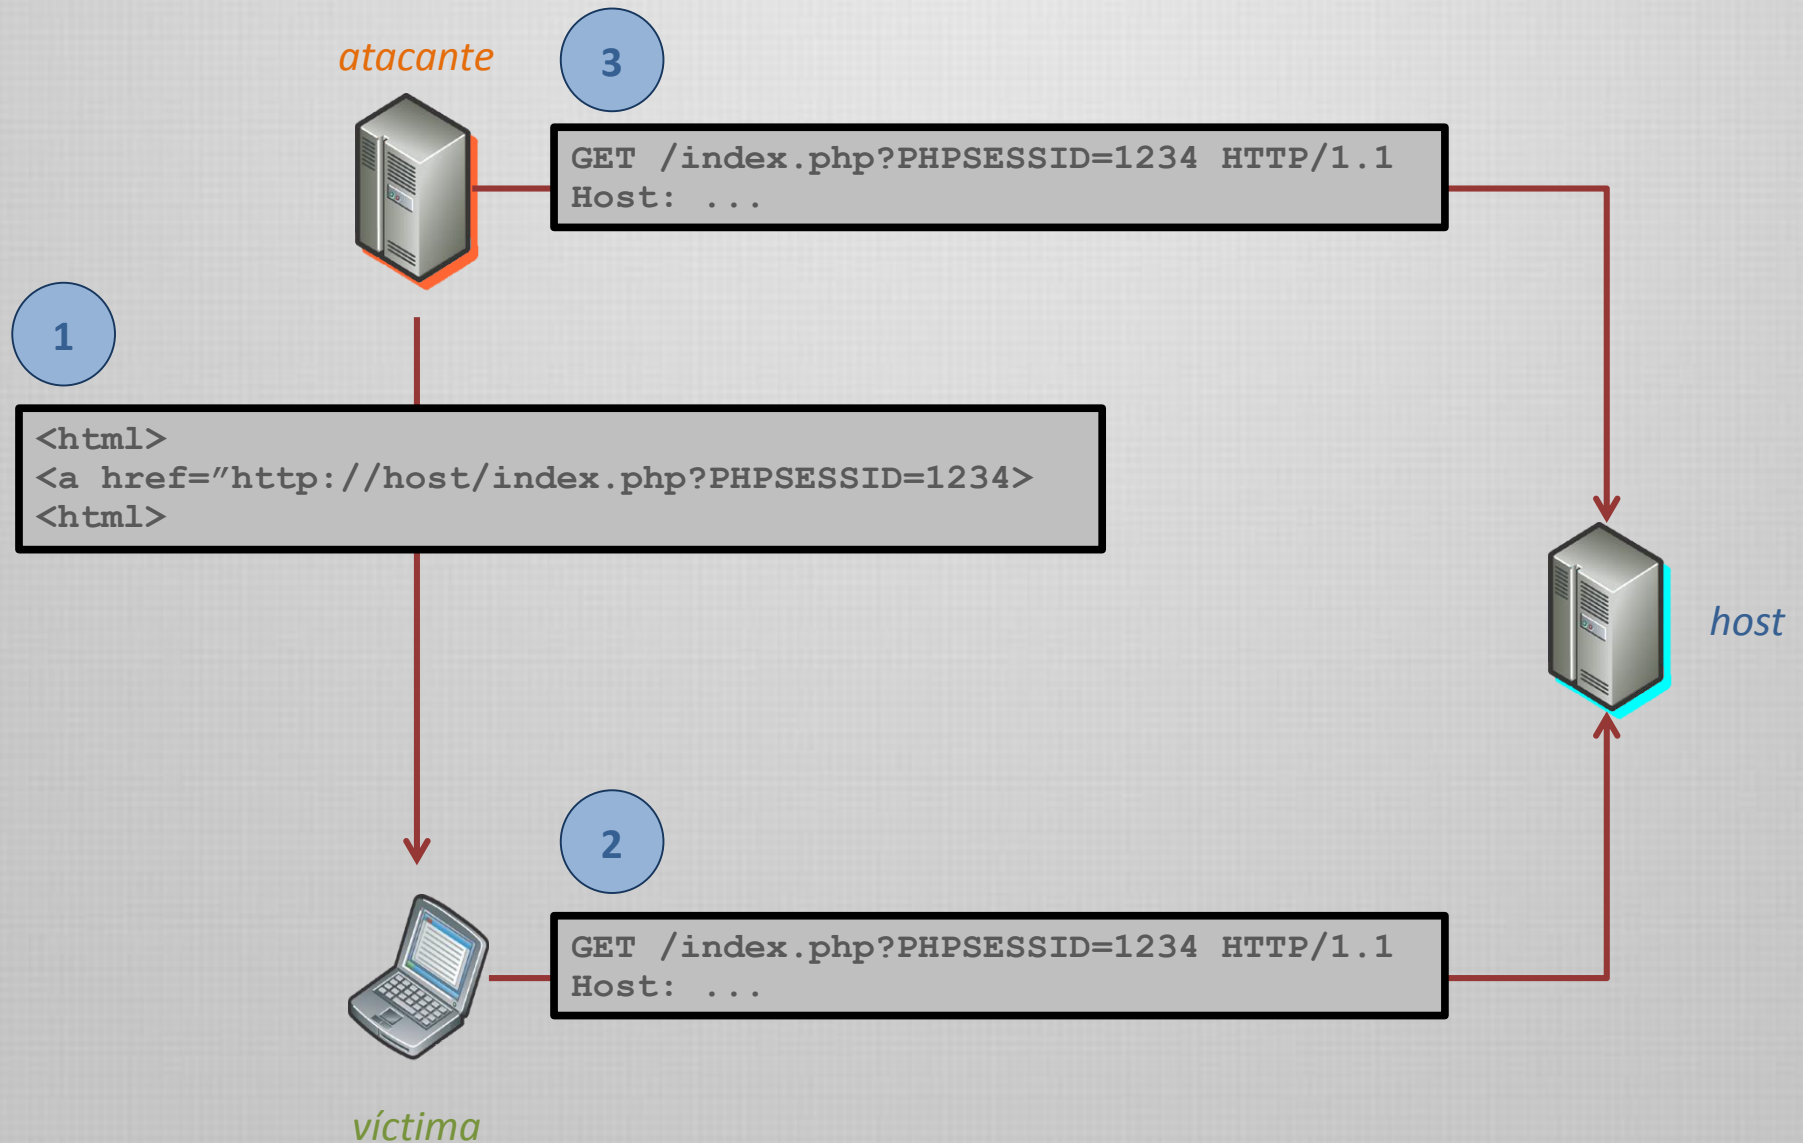 atacante
3
GET /index.php?PHPSESSID=1234 HTTP/1.1
Host: ...
1
<html>
<a href=”http://host/index.php?PHPSESSID=1234>
<html>
host
2
GET /index.php?PHPSESSID=1234 HTTP/1.1
Host: ...
víctima